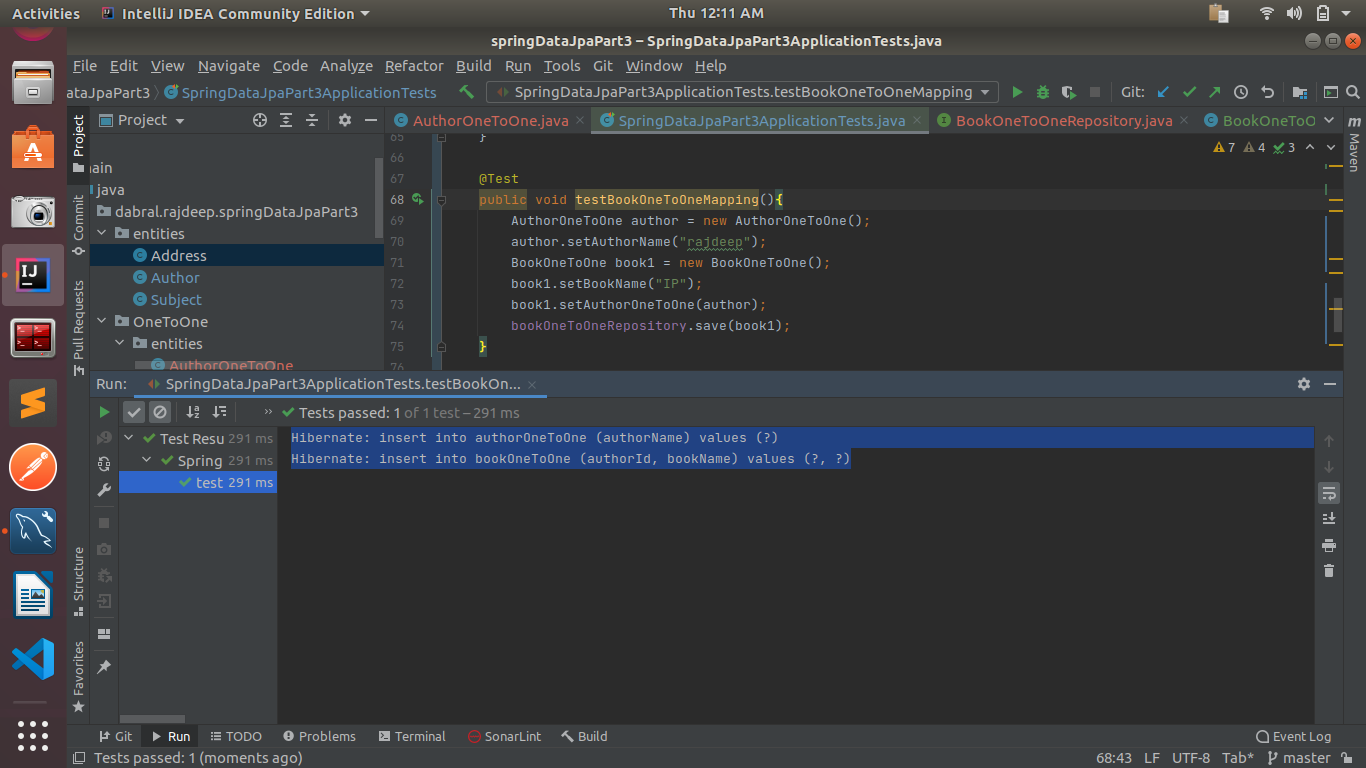 Activities IntelliJ IDEA Community Edition Thu 12:11 AM
springDataJpaPart3 – SpringDataJpaPart3ApplicationTests.java
File Edit View Navigate Code Analyze Refactor Build Run Tools Git Window Help
ataJpaPart3 SpringDataJpaPart3ApplicationTests SpringDataJpaPart3ApplicationTests.testBookOneToOneMapping Git:
Project AuthorOneToOne.java SpringDataJpaPart3ApplicationTests.java BookOneToOneRepository.java BookOneToO
Project
Commit
Pull Requests
Structure
Favorites
Maven
ain
java
dabral.rajdeep.springDataJpaPart3
entities
Address
Author
Subject
OneToOne
entities
AuthorOneToOne
7 4 3
65 }
66
67 @Test
68 public void testBookOneToOneMapping(){
69 AuthorOneToOne author = new AuthorOneToOne();
70 author.setAuthorName("rajdeep");
71 BookOneToOne book1 = new BookOneToOne();
72 book1.setBookName("IP");
73 book1.setAuthorOneToOne(author);
74 bookOneToOneRepository.save(book1);
75 }
76
Run: SpringDataJpaPart3ApplicationTests.testBookOn...
» Tests passed: 1 of 1 test – 291 ms
Test Resu 291 ms
Spring 291 ms
test 291 ms
Hibernate: insert into authorOneToOne (authorName) values (?)
Hibernate: insert into bookOneToOne (authorId, bookName) values (?, ?)
Git Run TODO Problems Terminal SonarLint Build Event Log
Tests passed: 1 (moments ago) 68:43 LF UTF-8 Tab* master